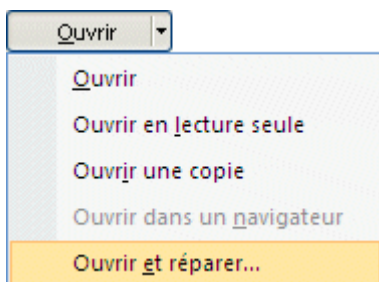 Ouvrir
Ouvrir
Ouvrir en lecture seule
Ouvrir une copie
Ouvrir dans un navigateur
Ouvrir et réparer...